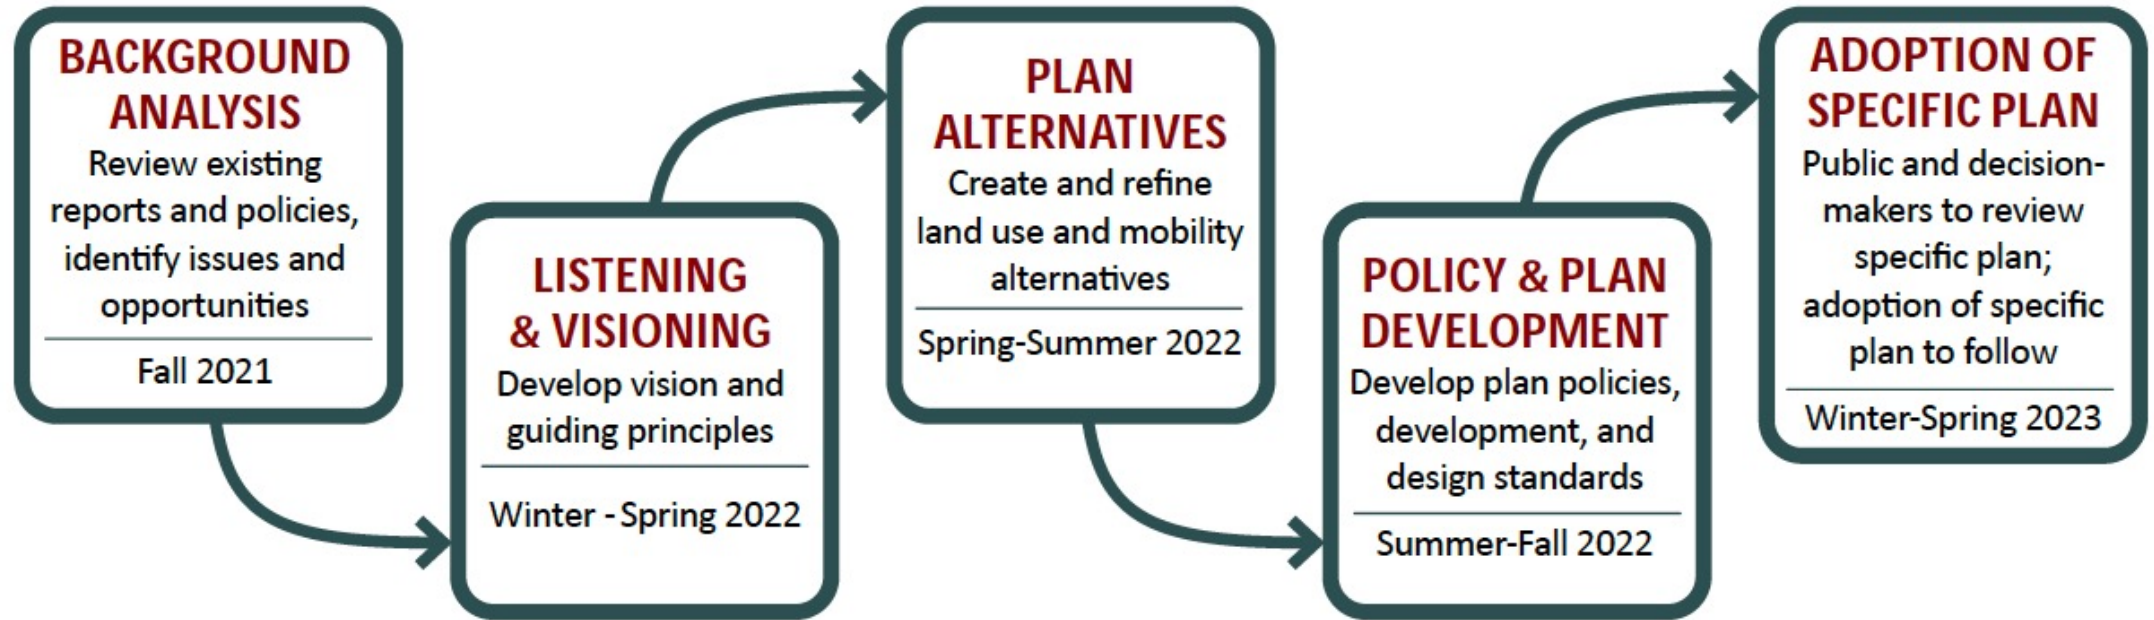 BACKGROUND
ANALYSIS
Review existing
reports and policies,
identify issues and
opportunities
Fall 2021
LISTENING
& VISIONING
Develop vision and
guiding principles
Winter - Spring 2022
PLAN
ALTERNATIVES
Create and refine
land use and mobility
alternatives
Spring-Summer 2022
POLICY & PLAN
DEVELOPMENT
Develop plan policies,
development, and
design standards
Summer-Fall 2022
ADOPTION OF
SPECIFIC PLAN
Public and decision-
makers to review
specific plan;
adoption of specific
plan to follow
Winter-Spring 2023